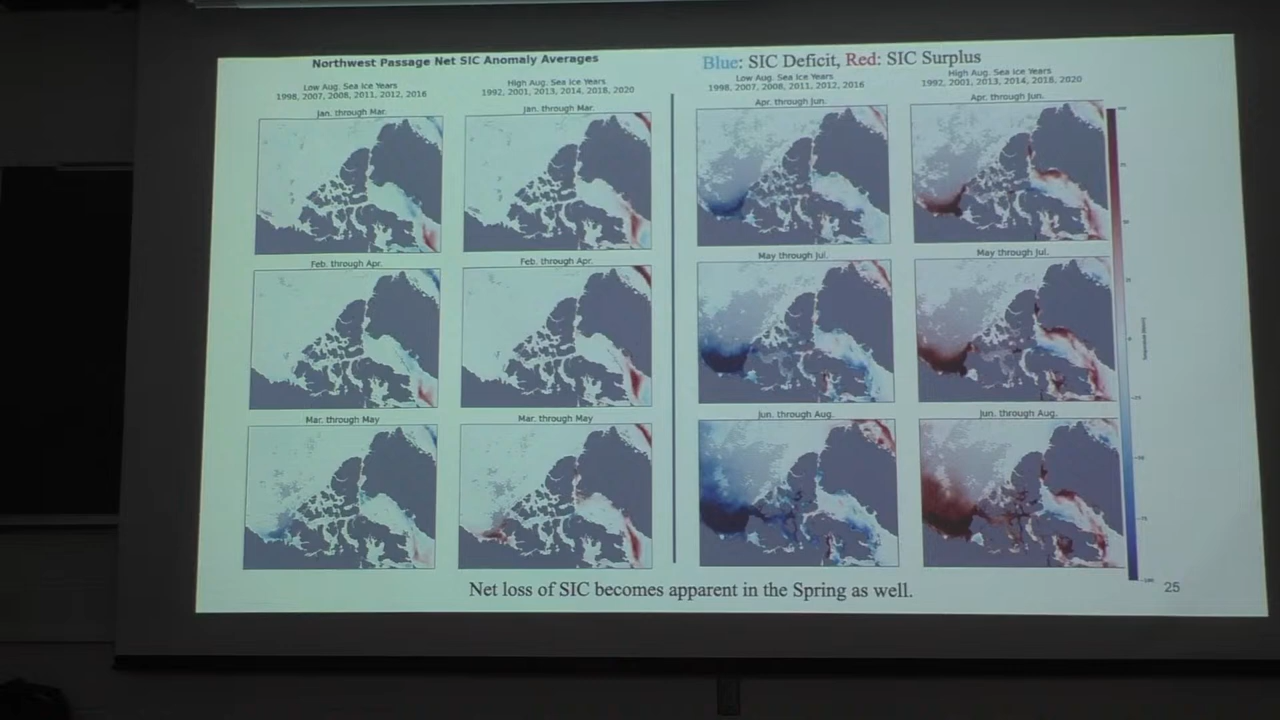 Northwest Passage Net SIC Anomaly Averages
Blue: SIC Deficit, Red: SIC Surplus
Low Aug. Sea Ice Years
1998, 2007, 2008, 2011, 2012, 2016
High Aug. Sea Ice Years
1992, 2001, 2013, 2014, 2018, 2020
Low Aug. Sea Ice Years
1998, 2007, 2008, 2011, 2012, 2016
High Aug. Sea Ice Years
1992, 2001, 2013, 2014, 2018, 2020
Jan. through Mar.
Jan. through Mar.
Apr. through Jun.
Apr. through Jun.
Feb. through Apr.
Feb. through Apr.
May through Jul.
May through Jul.
Mar. through May
Mar. through May
Jun. through Aug.
Jun. through Aug.
Net loss of SIC becomes apparent in the Spring as well.
25